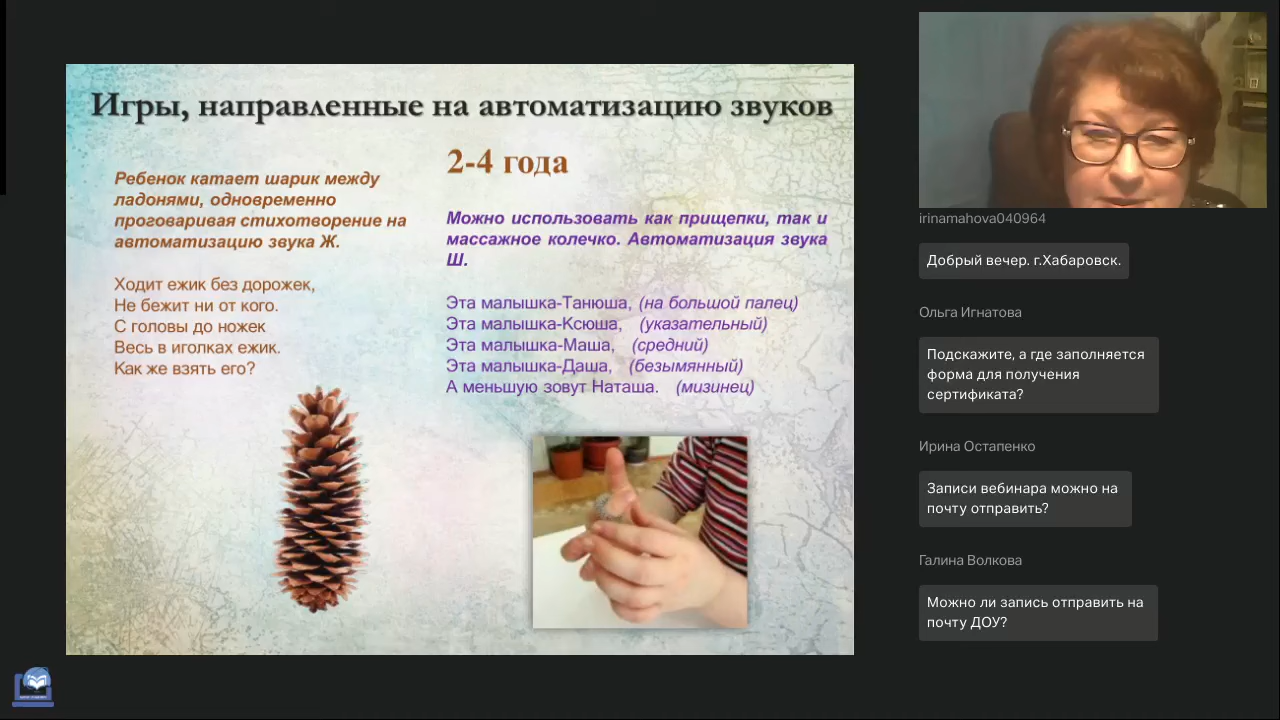 Игры, направленные на автоматизацию звуков
2-4 года
Ребенок катает шарик между
ладонями, одновременно
проговаривая стихотворение на
автоматизацию звука Ж.
Ходит ежик без дорожек,
Не бежит ни от кого.
С головы до ножек
Весь в иголках ежик.
Как же взять его?
Можно использовать как прищепки, так и
массажное колечко. Автоматизация звука
Ш.
Эта малышка-Танюша, (на большой палец)
Эта малышка-Ксюша, (указательный)
Эта малышка-Маша, (средний)
Эта малышка-Даша, (безымянный)
А меньшую зовут Наташа. (мизинец)
irinamahova040964
Добрый вечер. г.Хабаровск.
Ольга Игнатова
Подскажите, а где заполняется
форма для получения
сертификата?
Ирина Остапенко
Записи вебинара можно на
почту отправить?
Галина Волкова
Можно ли запись отправить на
почту ДОУ?